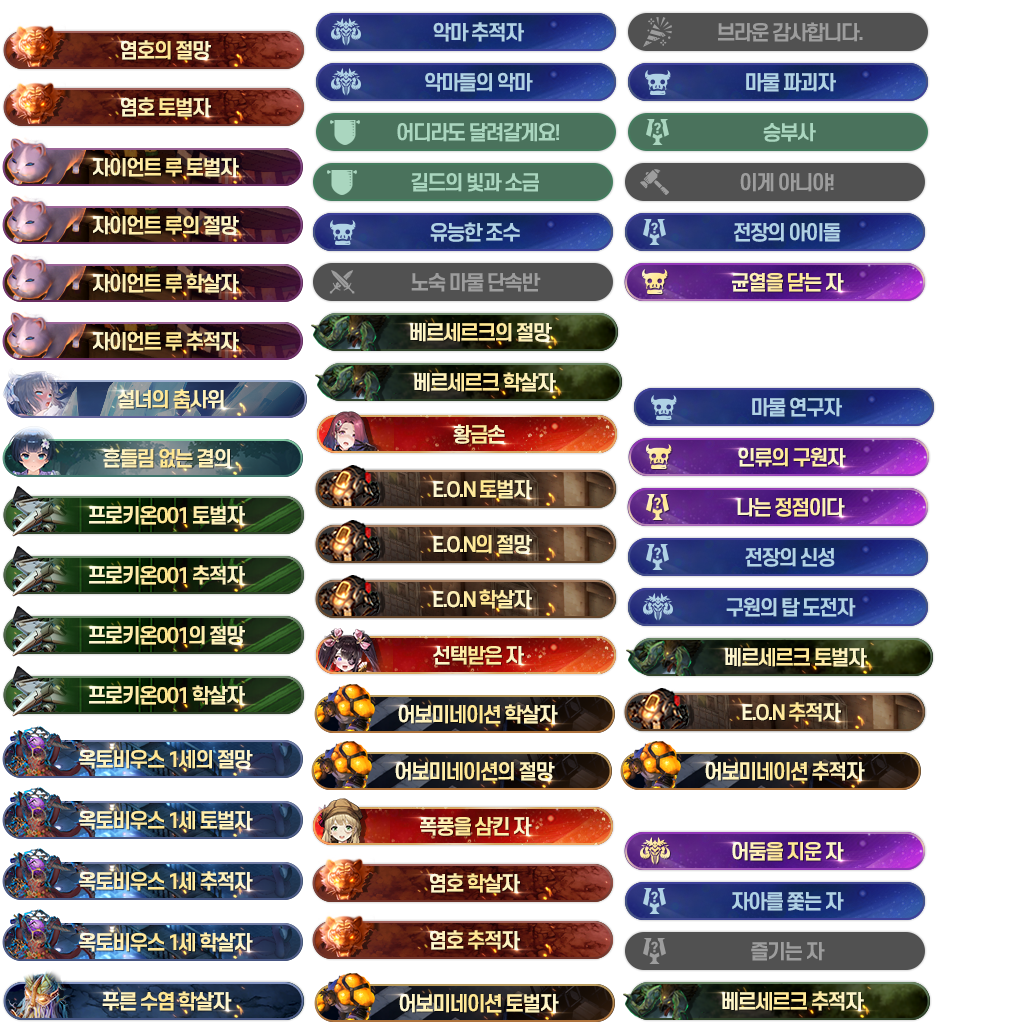 염호의 절망
염호 토벌자
자이언트 루 토벌자
자이언트 루의 절망
자이언트 루 학살자
자이언트 루 추적자
설녀의 춤사위
흔들림 없는 결의
프로키온001 토벌자
프로키온001 추적자
프로키온001의 절망
프로키온001 학살자
옥토비우스 1세의 절망
옥토비우스 1세 토벌자
옥토비우스 1세 추적자
옥토비우스 1세 학살자
푸른 수염 학살자
악마 추적자
악마들의 악마
어디라도 달려갈게요!
길드의 빛과 소금
유능한 조수
노숙 마물 단속반
베르세르크의 절망
베르세르크 학살자
황금손
E.O.N 토벌자
E.O.N의 절망
E.O.N 학살자
선택받은 자
어보미네이션 학살자
어보미네이션의 절망
폭풍을 삼킨 자
염호 학살자
염호 추적자
어보미네이션 토벌자
브라운 감사합니다.
마물 파괴자
승부사
이게 아니야!
전장의 아이돌
균열을 닫는 자
마물 연구자
인류의 구원자
나는 정점이다
전장의 신성
구원의 탑 도전자
베르세르크 토벌자
E.O.N 추적자
어보미네이션 추적자
어둠을 지운 자
자아를 쫓는 자
즐기는 자
베르세르크 추적자